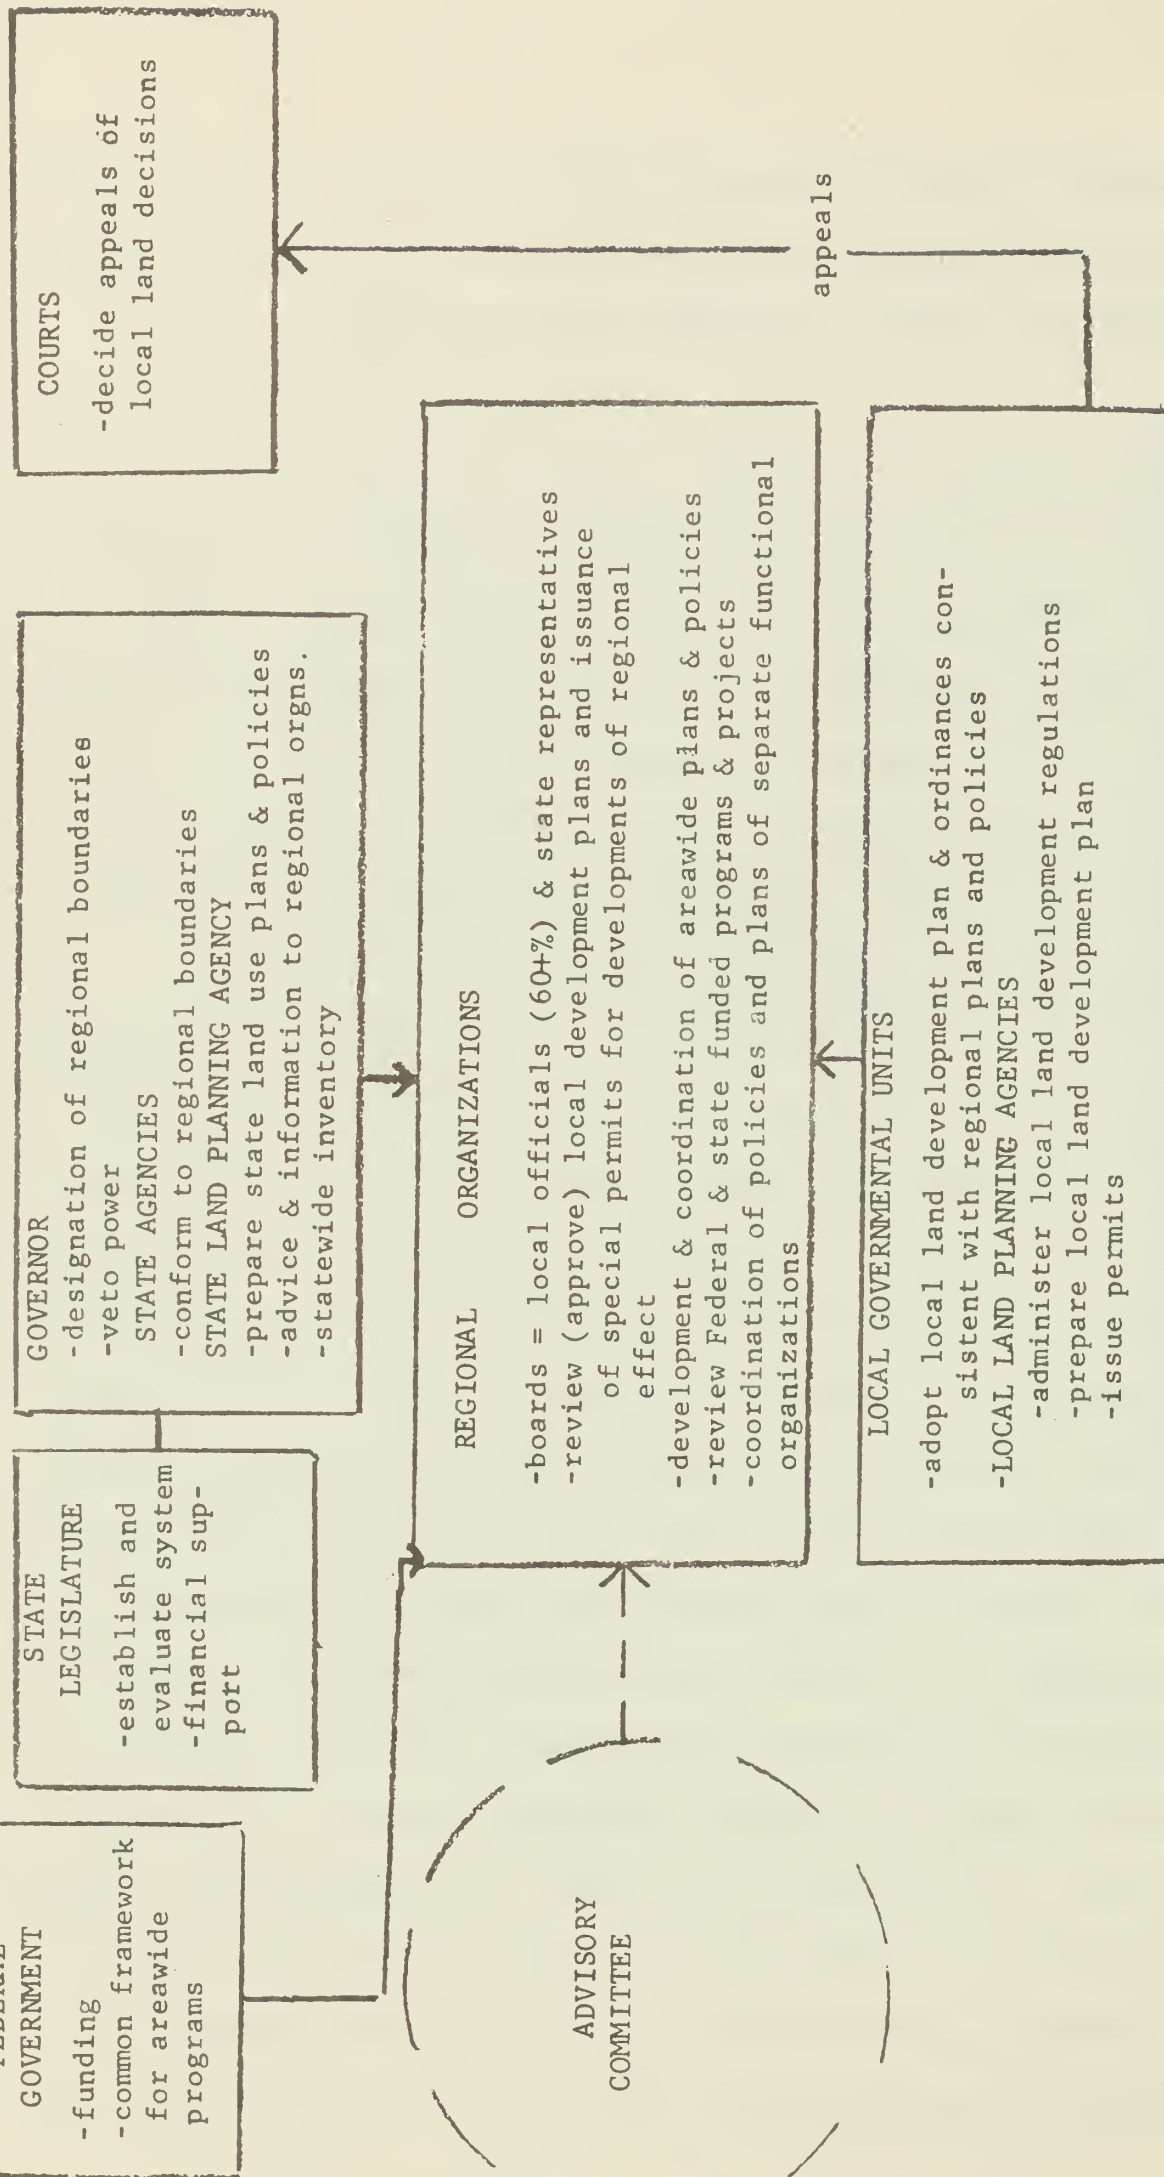 GOVERNMENT
-funding
-common framework
for areawide
programs
STATE
LEGISLATURE
-establish and
evaluate system
-financial sup-
port
GOVERNOR
-designation of regional boundaries
-veto power
STATE AGENCIES
-conform to regional boundaries
STATE LAND PLANNING AGENCY
-prepare state land use plans & policies
-advice & information to regional orgns.
-statewide inventory
COURTS
-decide appeals of
local land decisions
ADVISORY
COMMITTEE
REGIONAL ORGANIZATIONS
-boards = local officials (60+%) & state representatives
-review (approve) local development plans and issuance
of special permits for developments of regional
effect
-development & coordination of areawide plans & policies
-review Federal & state funded programs & projects
-coordination of policies and plans of separate functional
organizations
appeals
LOCAL GOVERNMENTAL UNITS
-adopt local land development plan & ordinances con-
sistent with regional plans and policies
-LOCAL LAND PLANNING AGENCIES
-administer local land development regulations
-prepare local land development plan
-issue permits